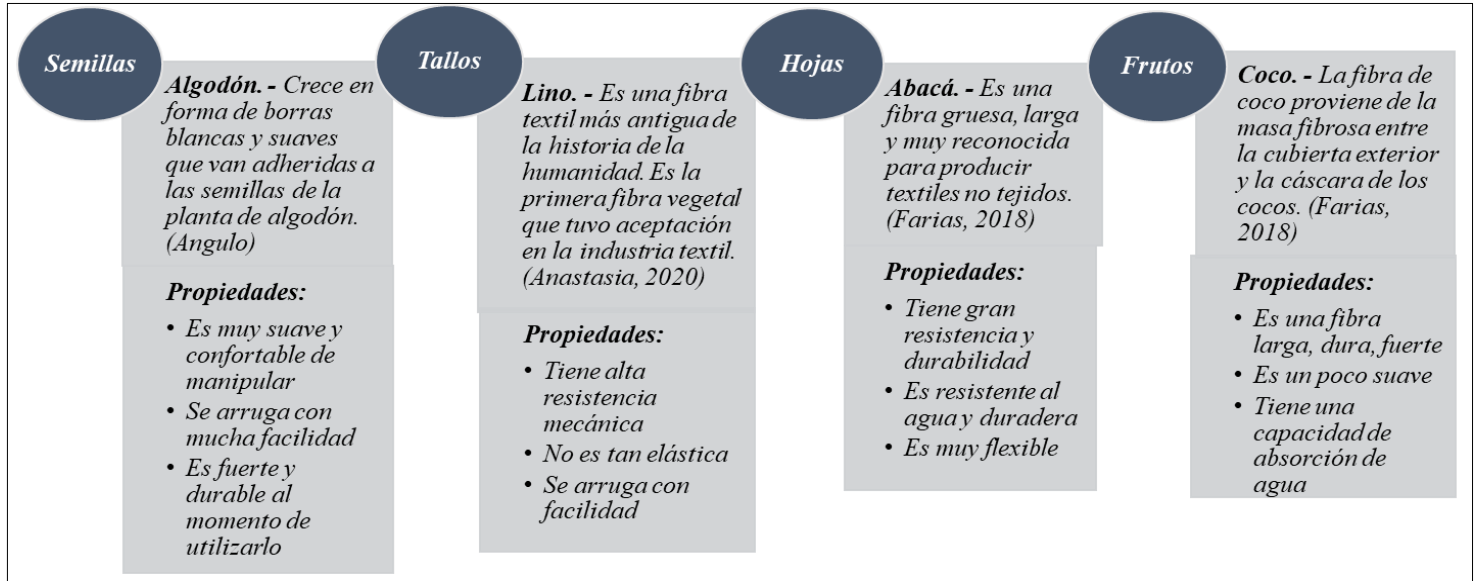 Semillas
Algodón. - Crece en
forma de borras
blancas y suaves
que van adheridas a
las semillas de la
planta de algodón.
(Angulo)
Propiedades:
• Es muy suave y
confortable de
manipular
• Se arruga con
mucha facilidad
• Es fuerte y
durable al
momento de
utilizarlo
Tallos
Lino. - Es una fibra
textil más antigua de
la historia de la
humanidad. Es la
primera fibra vegetal
que tuvo aceptación
en la industria textil.
(Anastasia, 2020)
Propiedades:
• Tiene alta
resistencia
mecánica
• No es tan elástica
• Se arruga con
facilidad
Hojas
Abacá. - Es una
fibra gruesa, larga
y muy reconocida
para producir
textiles no tejidos.
(Farias, 2018)
Propiedades:
• Tiene gran
resistencia y
durabilidad
• Es resistente al
agua y duradera
• Es muy flexible
Frutos
Coco. - La fibra de
coco proviene de la
masa fibrosa entre
la cubierta exterior
y la cáscara de los
cocos. (Farias,
2018)
Propiedades:
• Es una fibra
larga, dura, fuerte
• Es un poco suave
• Tiene una
capacidad de
absorción de
agua